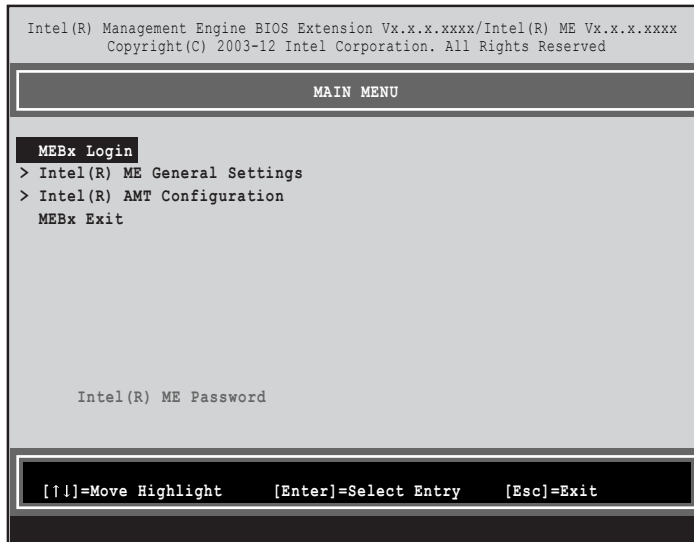 Intel(R) Management Engine BIOS Extension Vx.x.x.xxxx/Intel(R) ME Vx.x.x.xxxx
Copyright(C) 2003-12 Intel Corporation. All Rights Reserved
MAIN MENU
MEBx Login
> Intel(R) ME General Settings
> Intel(R) AMT Configuration
MEBx Exit
Intel(R) ME Password
[↑↓]=Move Highlight [Enter]=Select Entry [Esc]=Exit